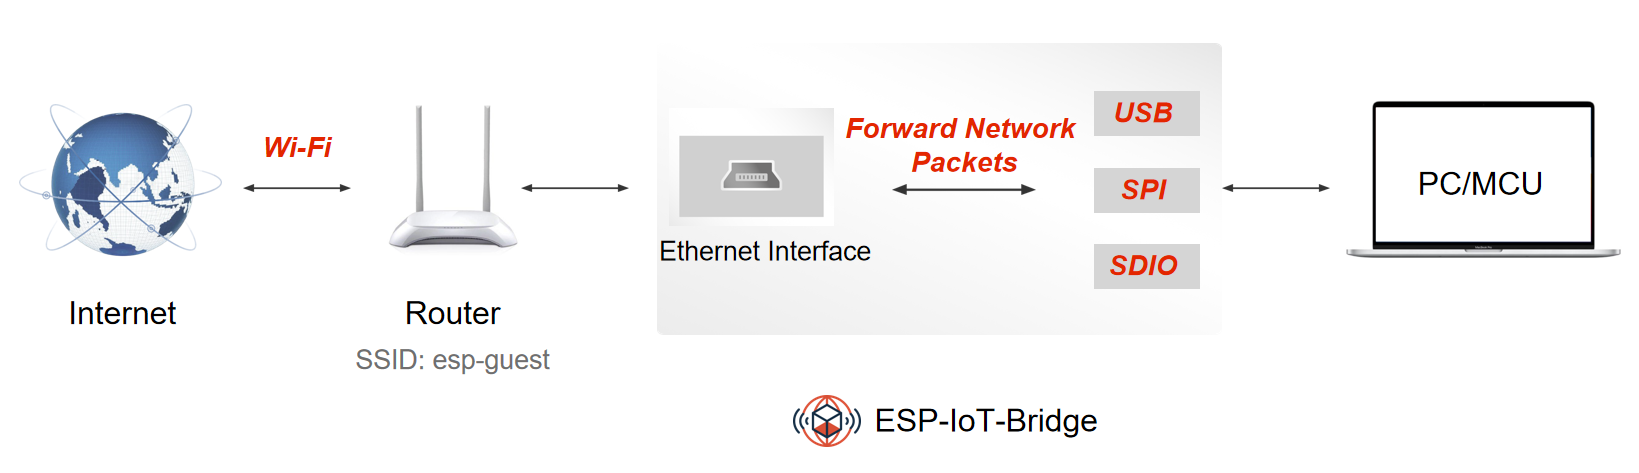 Wi-Fi
Internet
Router
SSID: esp-guest
Ethernet Interface
Forward Network
Packets
USB
SPI
SDIO
PC/MCU
ESP-IoT-Bridge